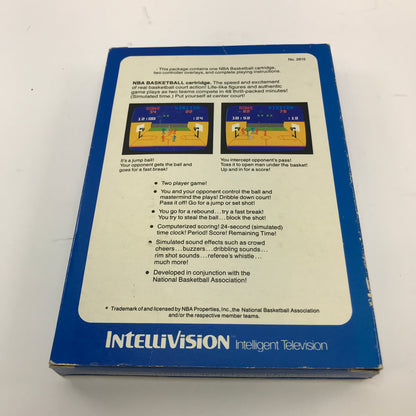 No. 2615
This package contains one NBA Basketball cartridge,
two controller overlays, and complete playing instructions.
NBA BASKETBALL cartridge. The speed and excitement
of real basketball court action! Life-like figures and authentic
game plays as two teams compete in 48 thrill-packed minutes!
(Simulated time.) Put yourself at center court!
HOME VISITOR
12:00 :24
HOME VISITOR
It's a jump ball!
Your opponent gets the ball and
goes for a fast break!
You intercept opponent's pass!
Toss it to open man under the basket!
Up and in for a score!
• Two player game!
• You and your opponent control the ball and
mastermind the plays! Dribble down court!
Pass it off! Go for a jump or set shot!
• You go for a rebound... try a fast break!
You try to steal the ball... block the shot!
• Computerized scoring! 24-second (simulated)
time clock! Period! Score! Remaining Time!
• Simulated sound effects such as crowd
cheers... buzzers... dribbling sounds...
rim shot sounds... referee's whistle...
much more!
• Developed in conjunction with the
National Basketball Association!
* Trademark of and licensed by NBA Properties, Inc., the National Basketball Association
and/or the respective member teams.
INTELLIVISION Intelligent Television